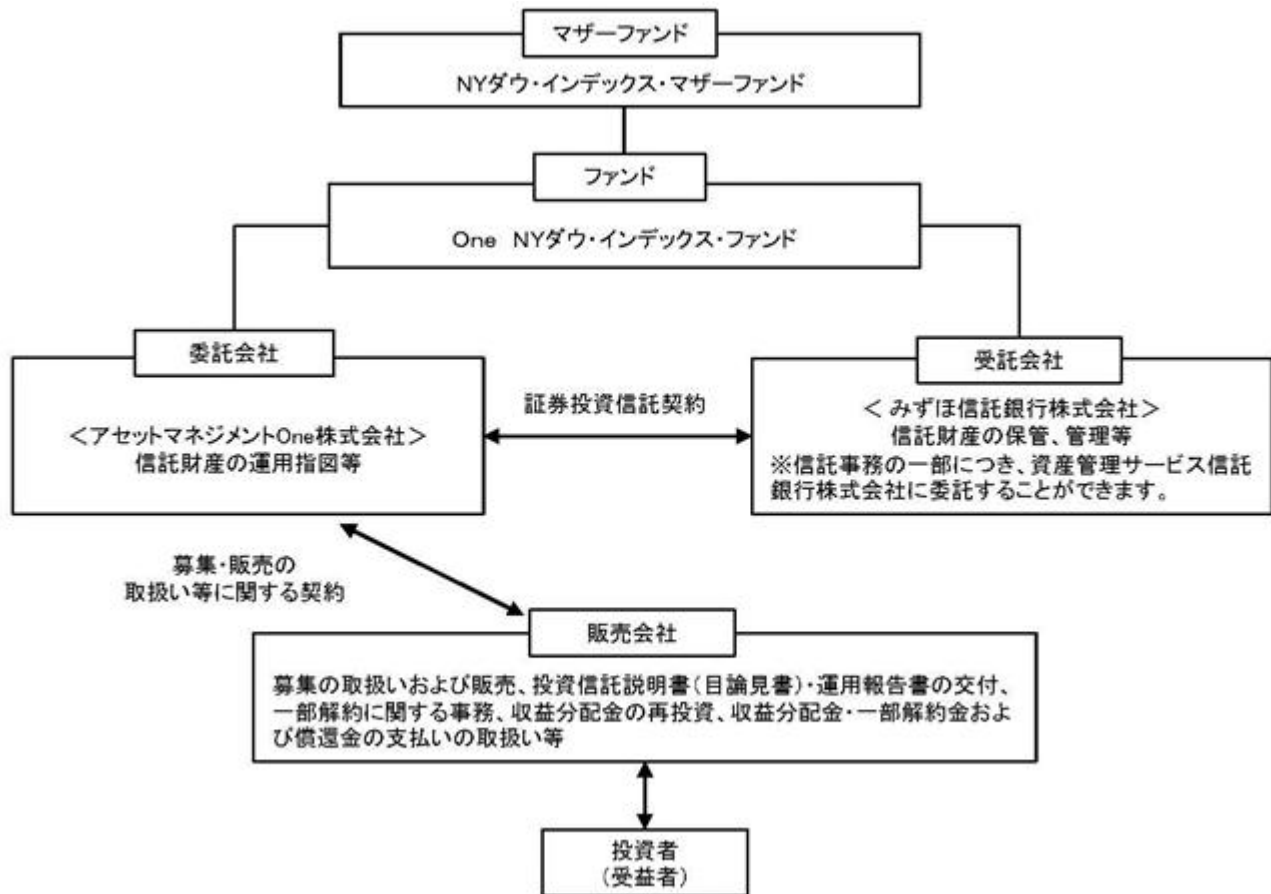 マザーファンド
NYダウ・インデックス・マザーファンド
ファンド
One NYダウ・インデックス・ファンド
委託会社
<アセットマネジメントOne株式会社>
信託財産の運用指図等
証券投資信託契約
受託会社
< みずほ信託銀行株式会社>
信託財産の保管、管理等
※信託事務の一部につき、資産管理サービス信託
銀行株式会社に委託することができます。
募集・販売の
取扱い等に関する契約
販売会社
募集の取扱いおよび販売、投資信託説明書(目論見書)・運用報告書の交付、
一部解約に関する事務、収益分配金の再投資、収益分配金・一部解約金およ
び償還金の支払いの取扱い等
投資者
(受益者)